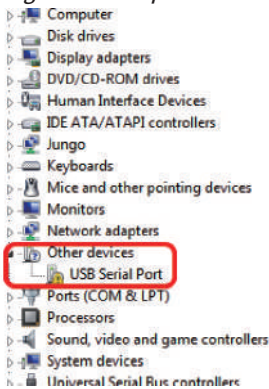 Computer
Disk drives
Display adapters
DVD/CD-ROM drives
Human Interface Devices
IDE ATA/ATAPI controllers
Jungo
Keyboards
Mice and other pointing devices
Monitors
Network adapters
Other devices
USB Serial Port
Ports (COM & LPT)
Processors
Sound, video and game controllers
System devices
Universal Serial Bus controllers